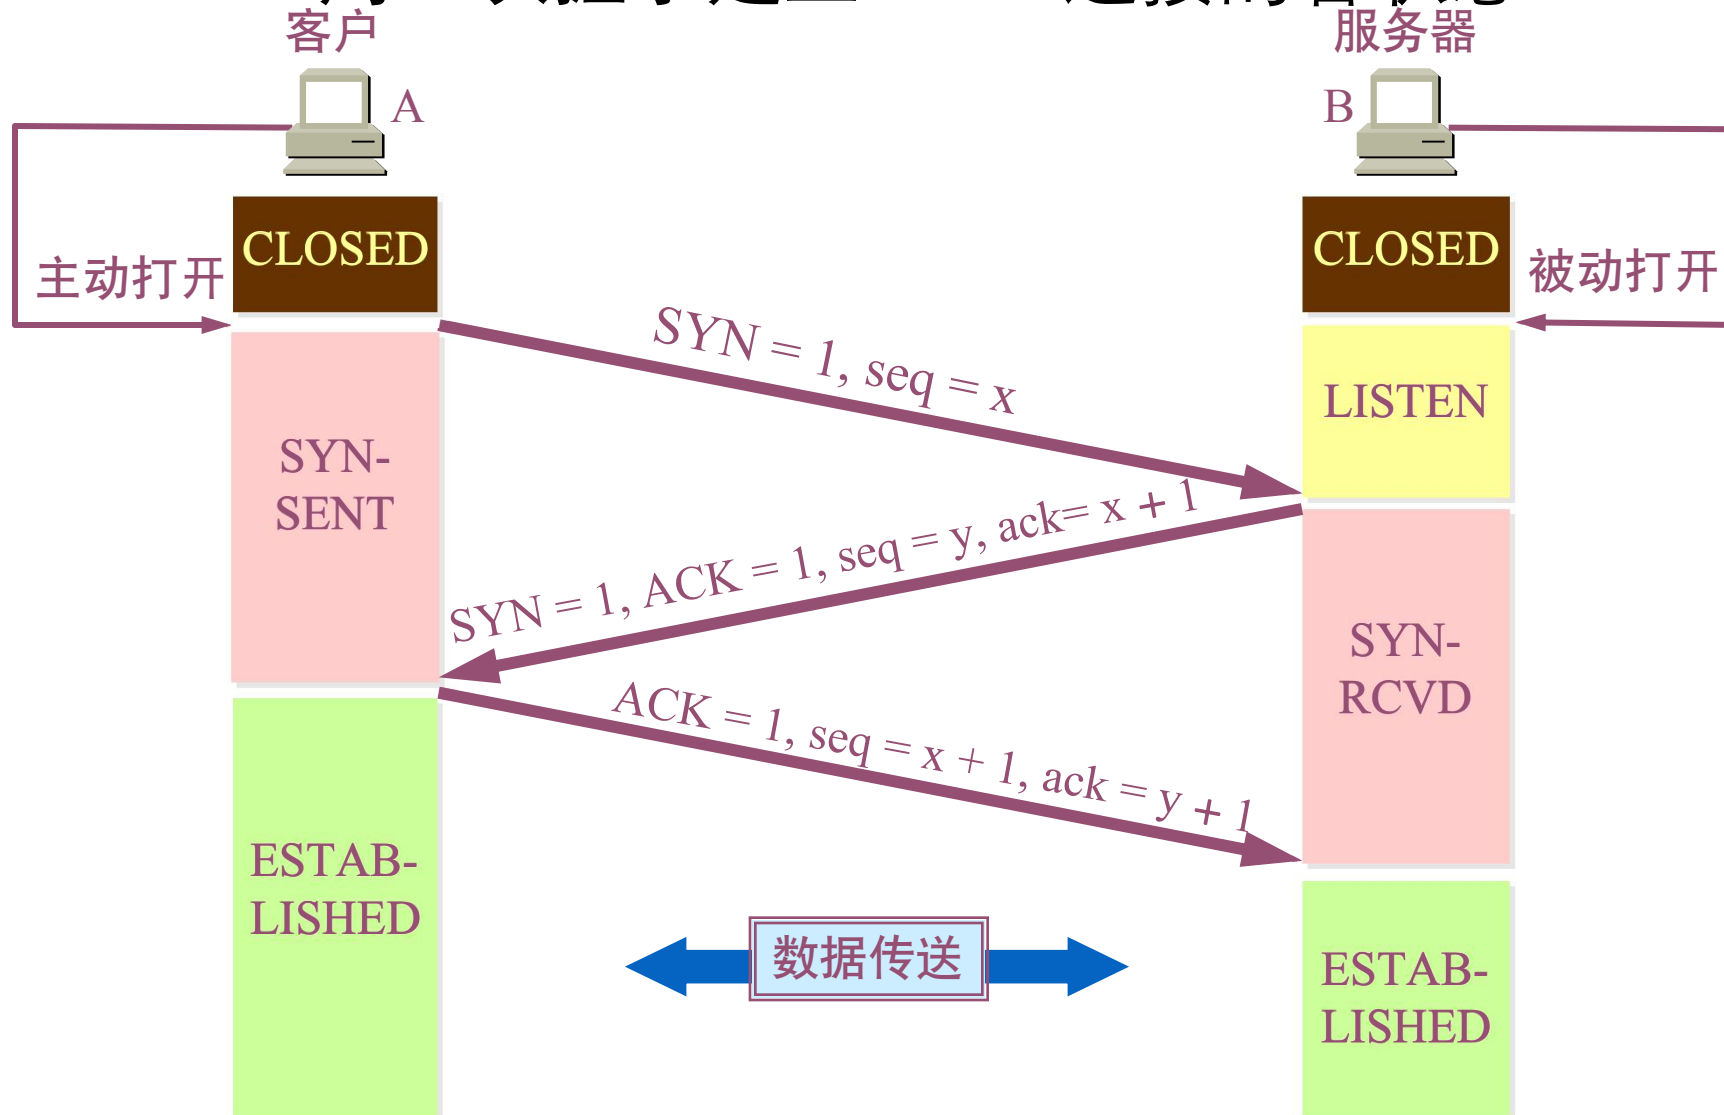 客户
服务器
A
B
CLOSED
CLOSED
主动打开
被动打开
SYN = 1, seq = x
LISTEN
SYN-
SENT
SYN = 1, ACK = 1, seq = y, ack= x + 1
SYN-
RCVD
ACK = 1, seq = x + 1, ack = y + 1
ESTAB-
LISHED
数据传送
ESTAB-
LISHED